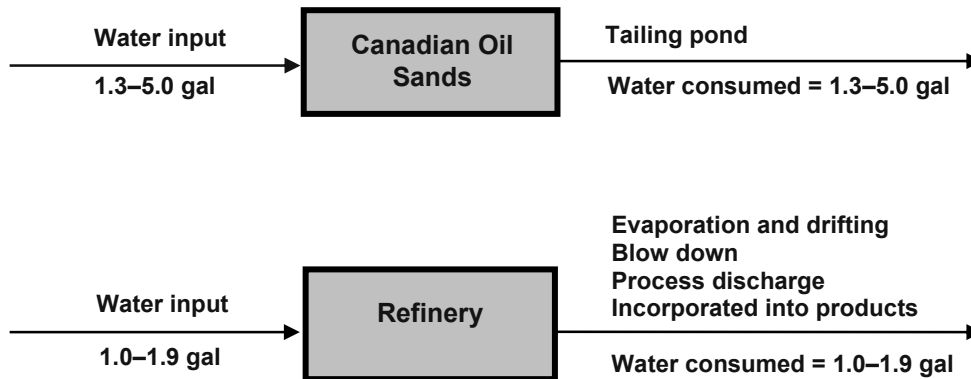 Water input
1.3–5.0 gal
Canadian Oil
Sands
Tailing pond
Water consumed = 1.3–5.0 gal
Water input
1.0–1.9 gal
Refinery
Evaporation and drifting
Blow down
Process discharge
Incorporated into products
Water consumed = 1.0–1.9 gal